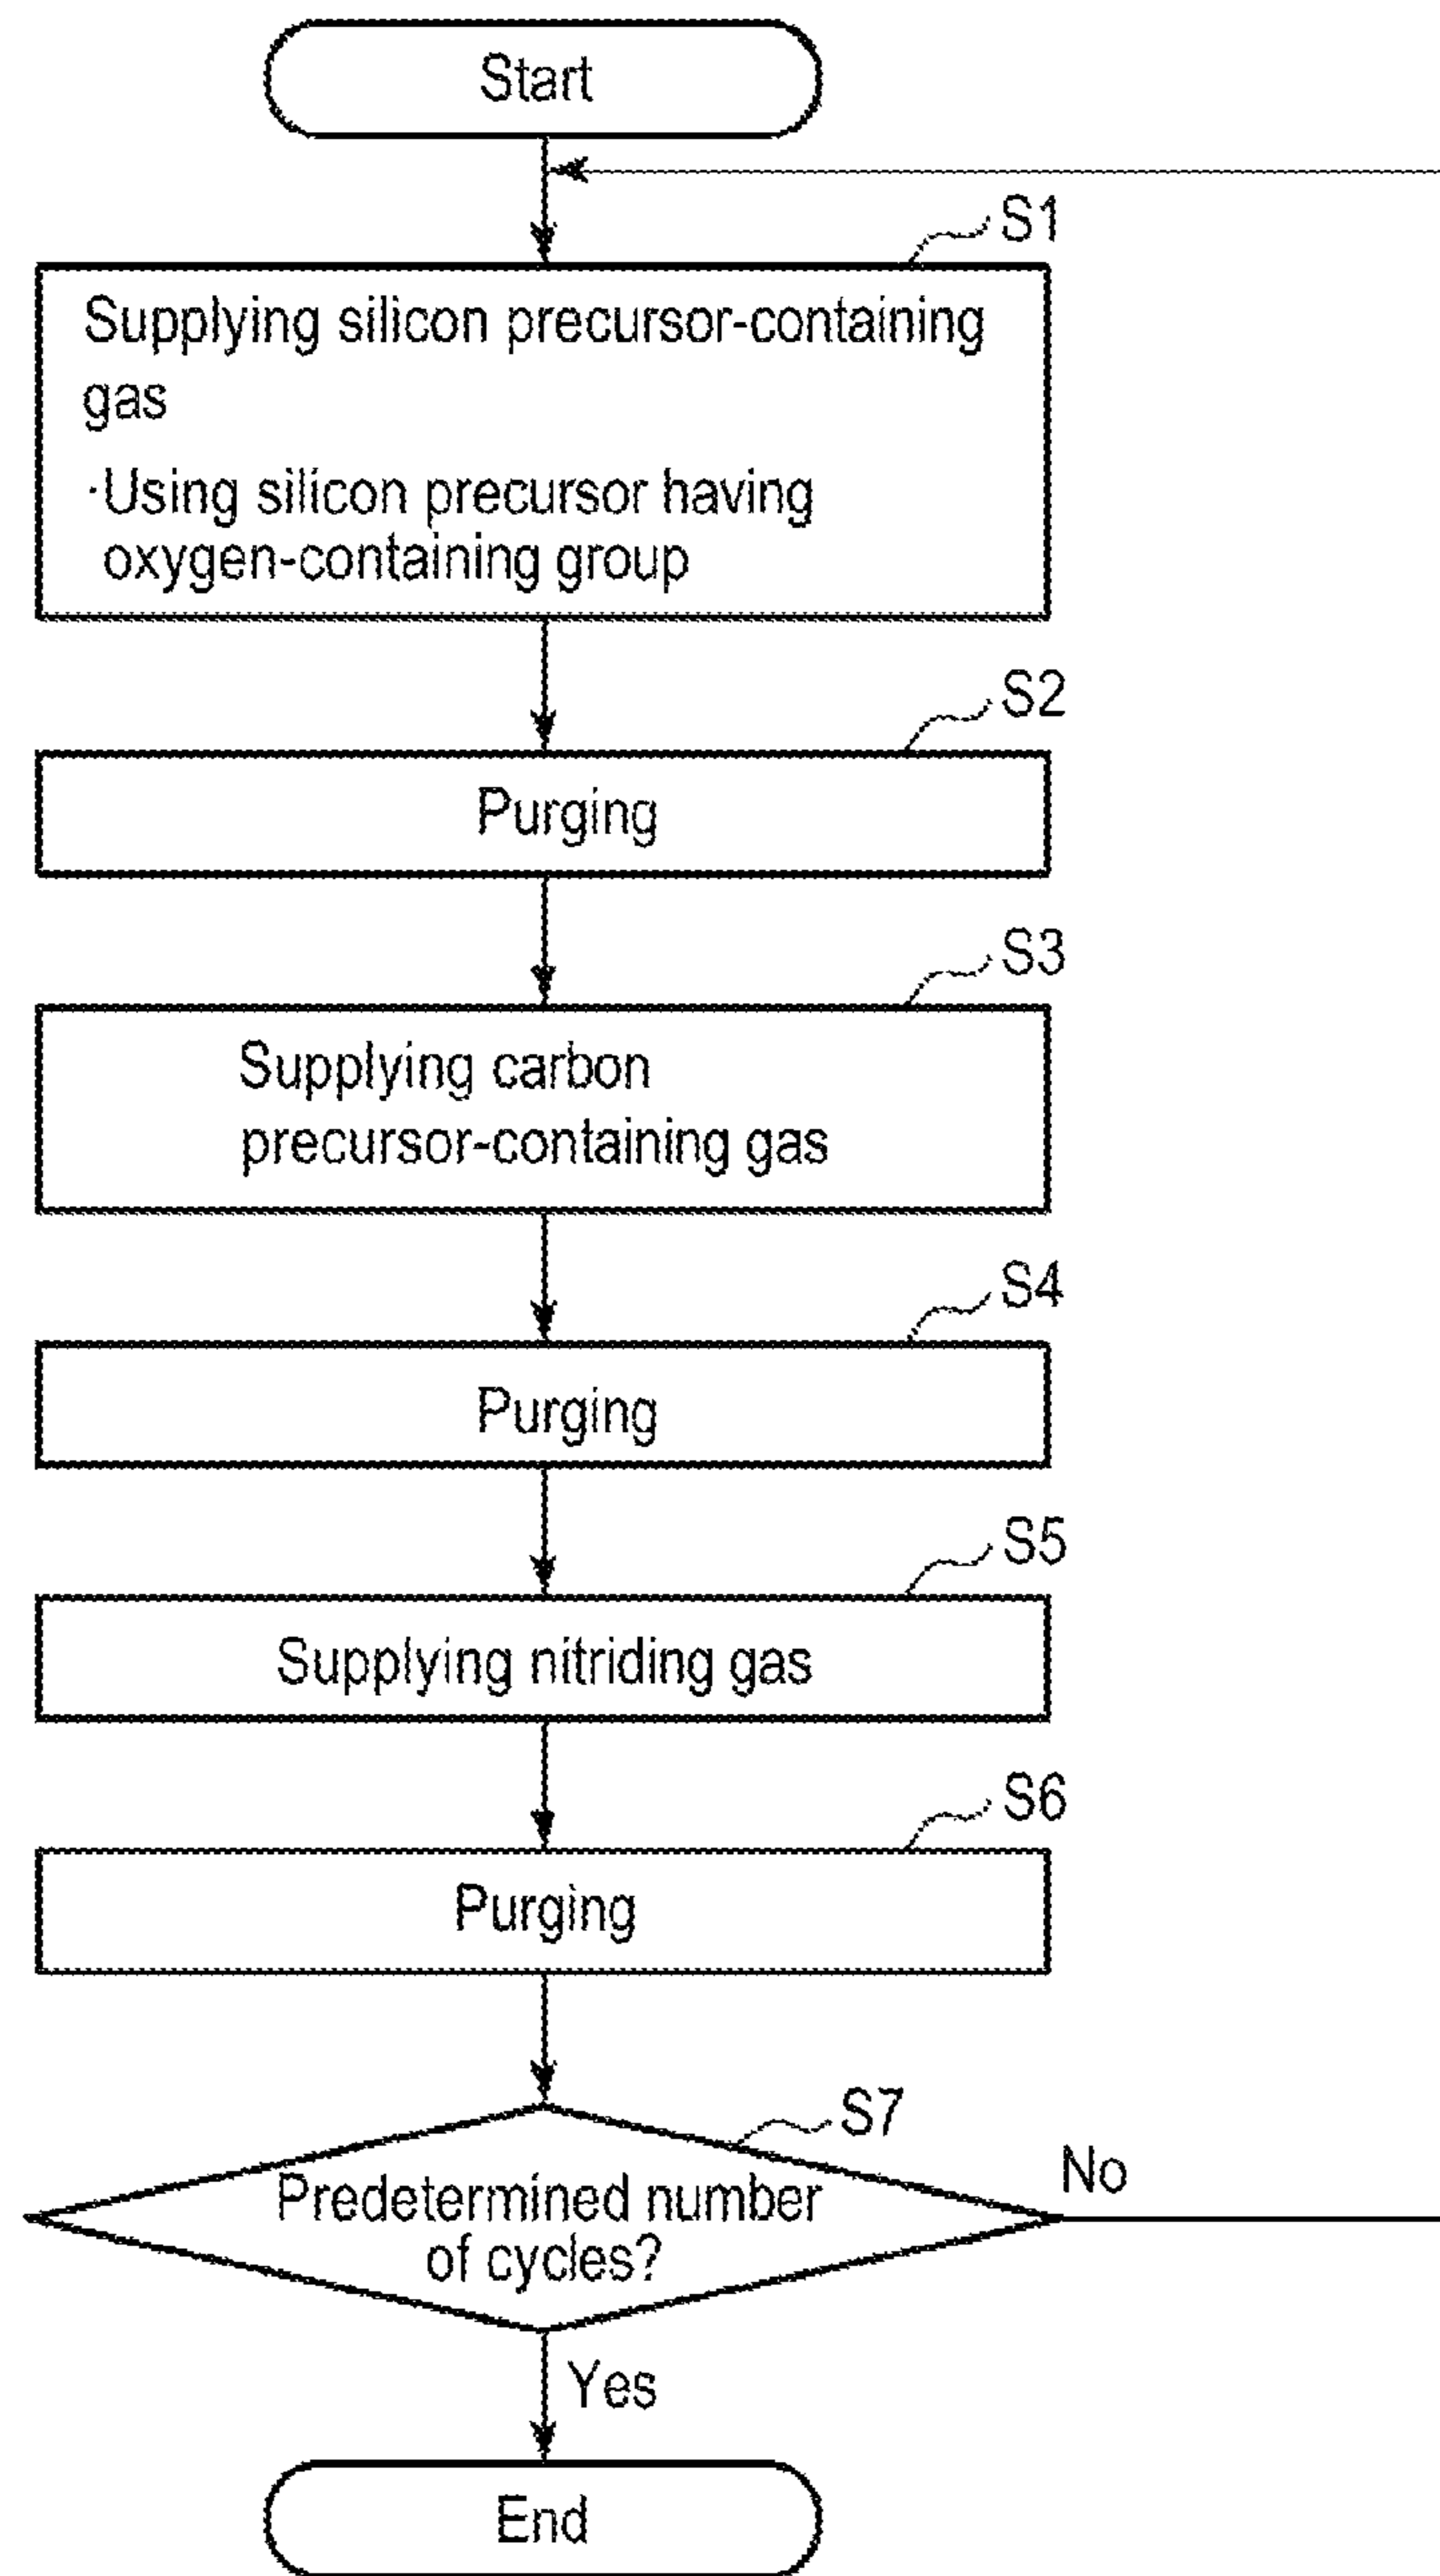 Start
S1
Supplying silicon precursor-containing
gas
·Using silicon precursor having
oxygen-containing group
S2
Purging
S3
Supplying carbon
precursor-containing gas
S4
Purging
S5
Supplying nitriding gas
S6
Purging
S7
No
Predetermined number
of cycles?
Yes
End